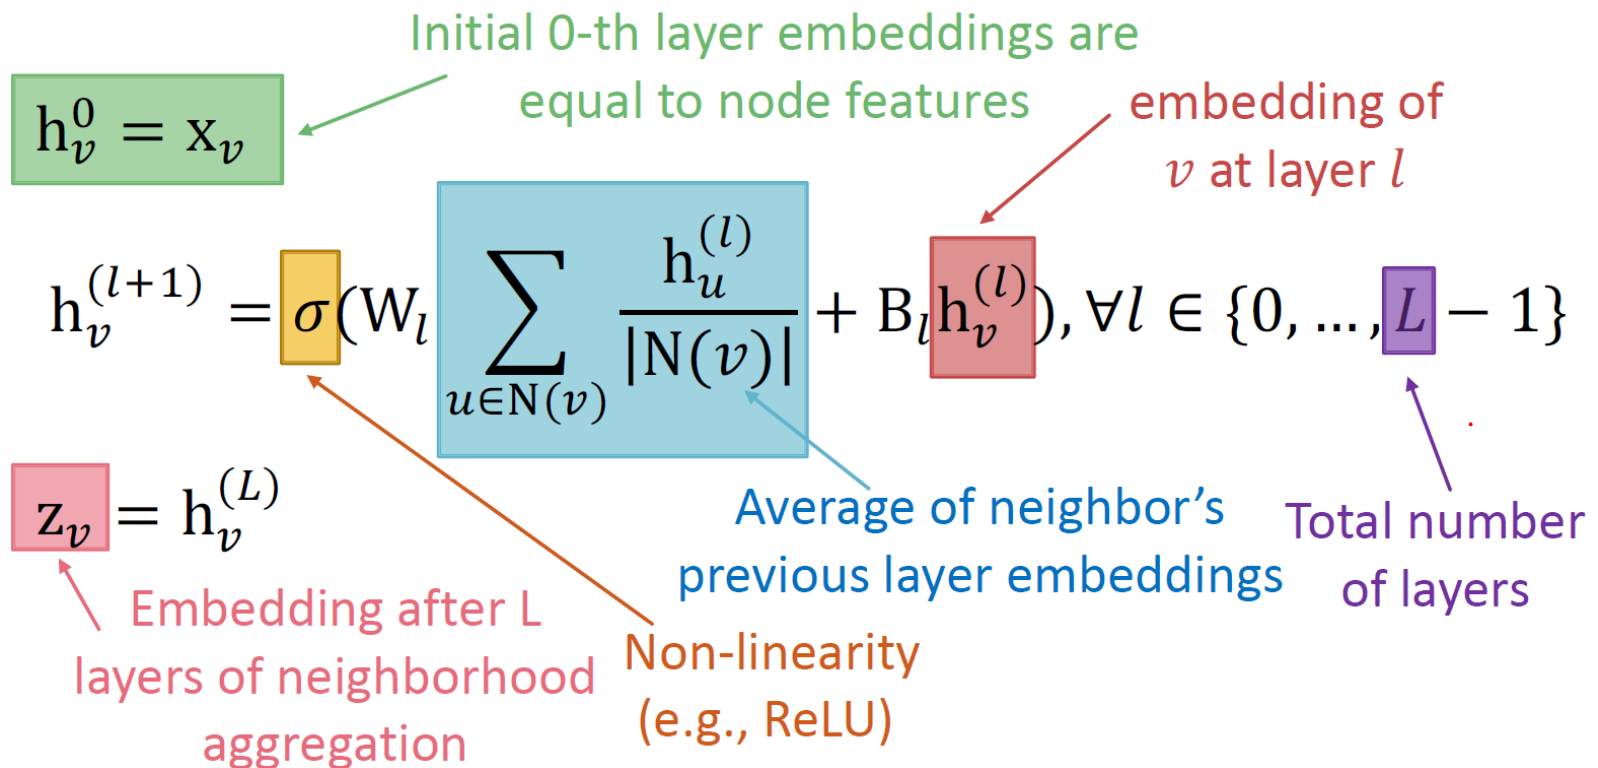 Initial 0-th layer embeddings are
equal to node features
h_v^0 = x_v
embedding of
v at layer l
h_v^{(l+1)} = σ(W_l ∑_{u∈N(v)} h_u^{(l)} / |N(v)| + B_l h_v^{(l)}), ∀l ∈ {0, …, L − 1}
z_v = h_v^{(L)}
Average of neighbor’s
previous layer embeddings
Total number
of layers
Embedding after L
layers of neighborhood
aggregation
Non-linearity
(e.g., ReLU)